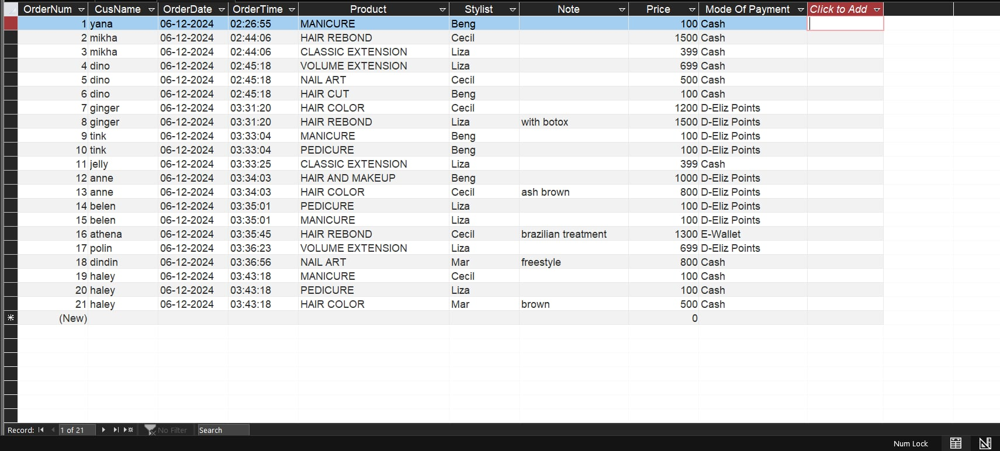 OrderNum CusName OrderDate OrderTime Product Stylist Note Price Mode Of Payment Click to Add
1 yana 06-12-2024 02:26:55 MANICURE Beng 100 Cash
2 mikha 06-12-2024 02:44:06 HAIR REBOND Cecil 1500 Cash
3 mikha 06-12-2024 02:44:06 CLASSIC EXTENSION Liza 399 Cash
4 dino 06-12-2024 02:45:18 VOLUME EXTENSION Liza 699 Cash
5 dino 06-12-2024 02:45:18 NAIL ART Cecil 500 Cash
6 dino 06-12-2024 02:45:18 HAIR CUT Beng 100 Cash
7 ginger 06-12-2024 03:31:20 HAIR COLOR Cecil 1200 D-Eliz Points
8 ginger 06-12-2024 03:31:20 HAIR REBOND Liza with botox 1500 D-Eliz Points
9 tink 06-12-2024 03:33:04 MANICURE Beng 100 D-Eliz Points
10 tink 06-12-2024 03:33:04 PEDICURE Beng 100 D-Eliz Points
11 jelly 06-12-2024 03:33:25 CLASSIC EXTENSION Liza 399 Cash
12 anne 06-12-2024 03:34:03 HAIR AND MAKEUP Beng 1000 D-Eliz Points
13 anne 06-12-2024 03:34:03 HAIR COLOR Cecil ash brown 800 D-Eliz Points
14 belen 06-12-2024 03:35:01 PEDICURE Liza 100 D-Eliz Points
15 belen 06-12-2024 03:35:01 MANICURE Liza 100 D-Eliz Points
16 athena 06-12-2024 03:35:45 HAIR REBOND Cecil brazilian treatment 1300 E-Wallet
17 polin 06-12-2024 03:36:23 VOLUME EXTENSION Liza 699 D-Eliz Points
18 dindin 06-12-2024 03:36:56 NAIL ART Mar freestyle 800 Cash
19 haley 06-12-2024 03:43:18 MANICURE Cecil 100 Cash
20 haley 06-12-2024 03:43:18 PEDICURE Liza 100 Cash
21 haley 06-12-2024 03:43:18 HAIR COLOR Mar brown 500 Cash
(New) 0
Record: 1 of 21 No Filter Search
Num Lock